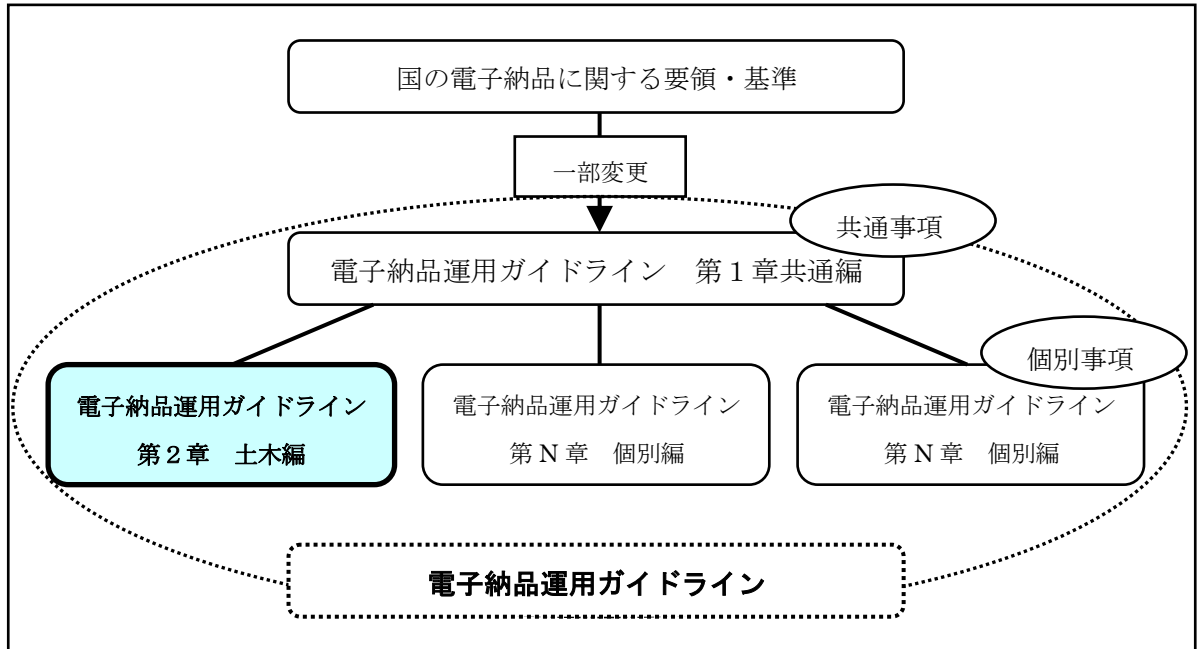 国の電子納品に関する要領・基準
一部変更
共通事項
電子納品運用ガイドライン　第１章共通編
個別事項
電子納品運用ガイドライン
第２章　土木編
電子納品運用ガイドライン
第 N 章　個別編
電子納品運用ガイドライン
第 N 章　個別編
電子納品運用ガイドライン